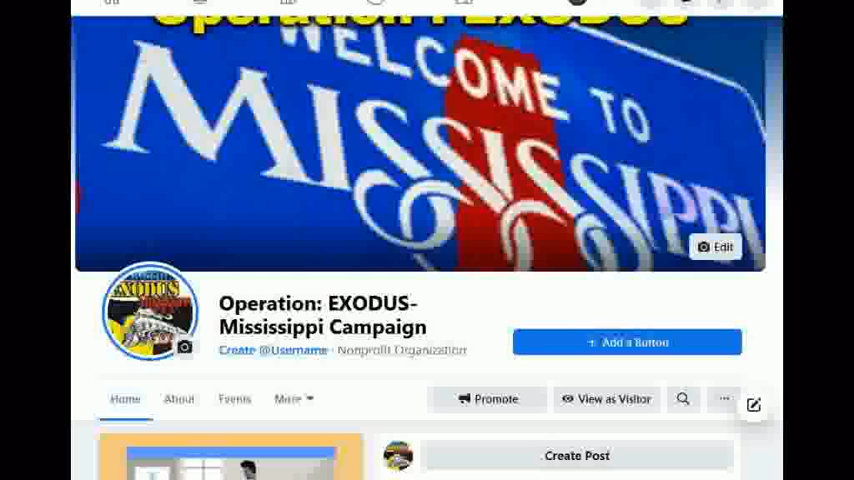 Operation: EXODUS
WELCOME TO
MISSISSIPPI
Edit
EXODUS
Operation: EXODUS-
Mississippi Campaign
Create @Username · Nonprofit Organization
+ Add a Button
Home About Events More
Promote View as Visitor ...
Create Post